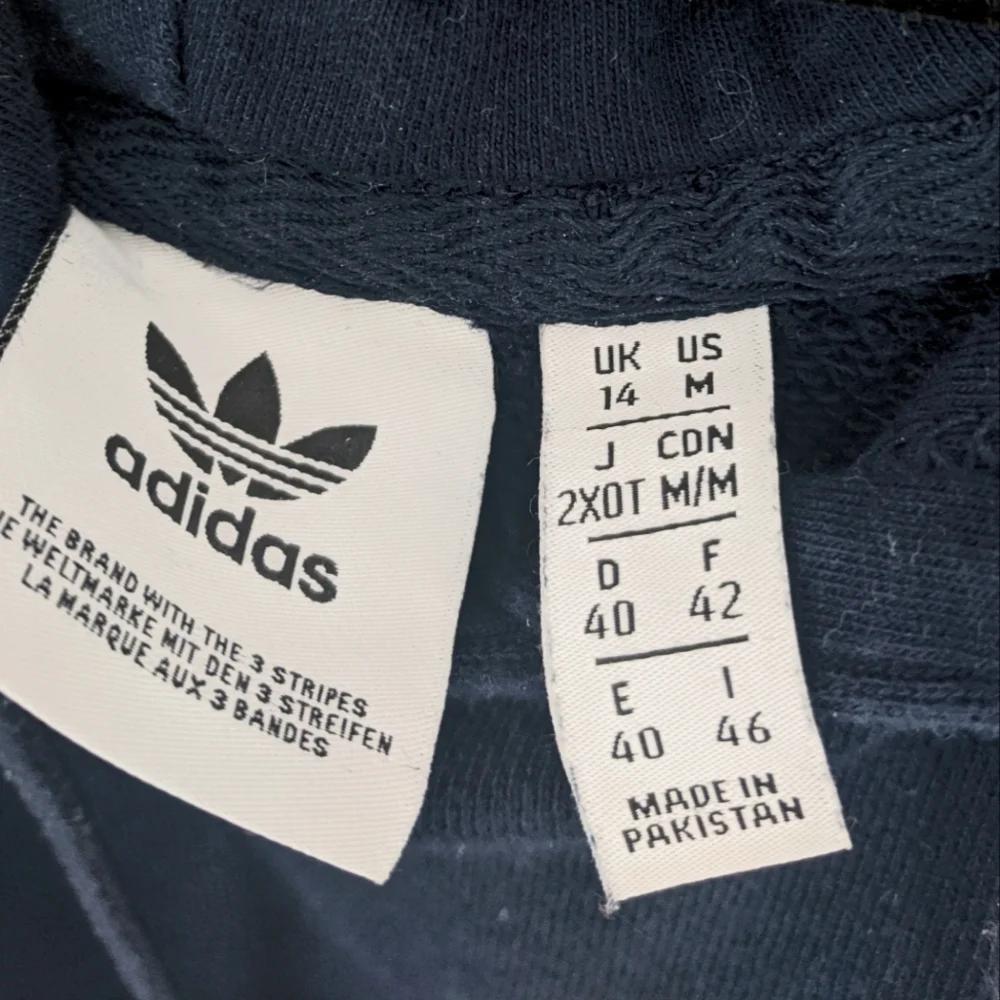 adidas
THE BRAND WITH THE 3 STRIPES
WELTMARKE MIT DEN 3 STREIFEN
LA MARQUE AUX 3 BANDES
UK US
14 M
J CDN
2XOT M/M
D F
40 42
E I
40 46
MADE IN
PAKISTAN